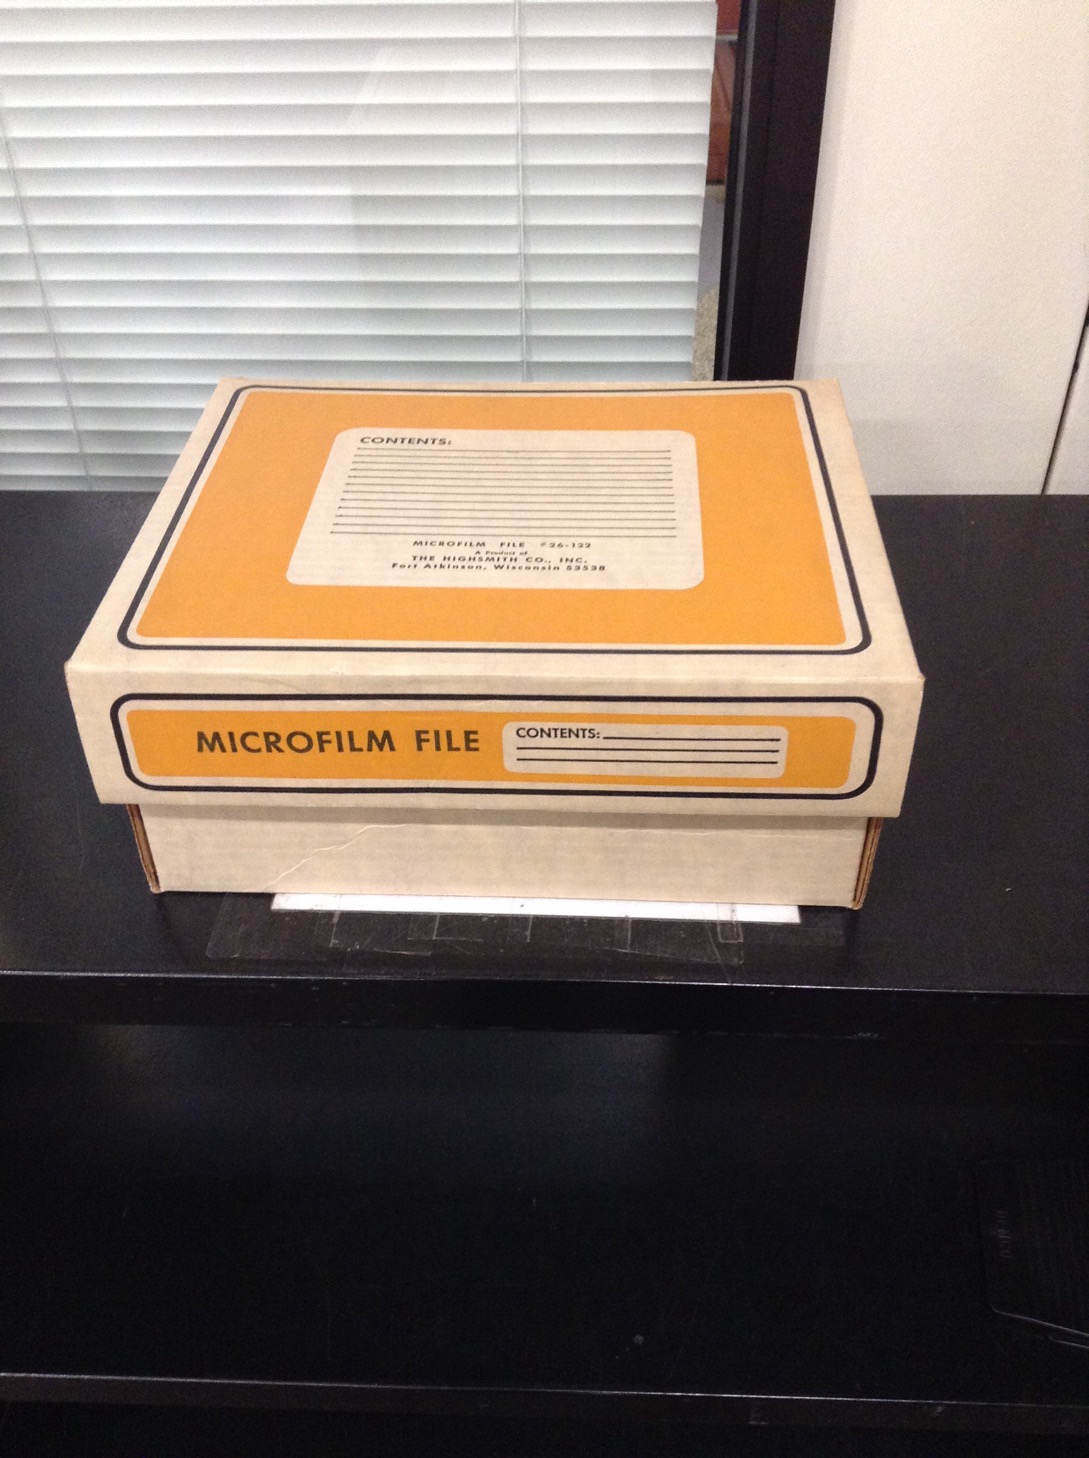 CONTENTS:
MICROFILM FILE #26-122
A Product of
THE HIGHSMITH CO., INC.
Fort Atkinson, Wisconsin 53538
MICROFILM FILE
CONTENTS: